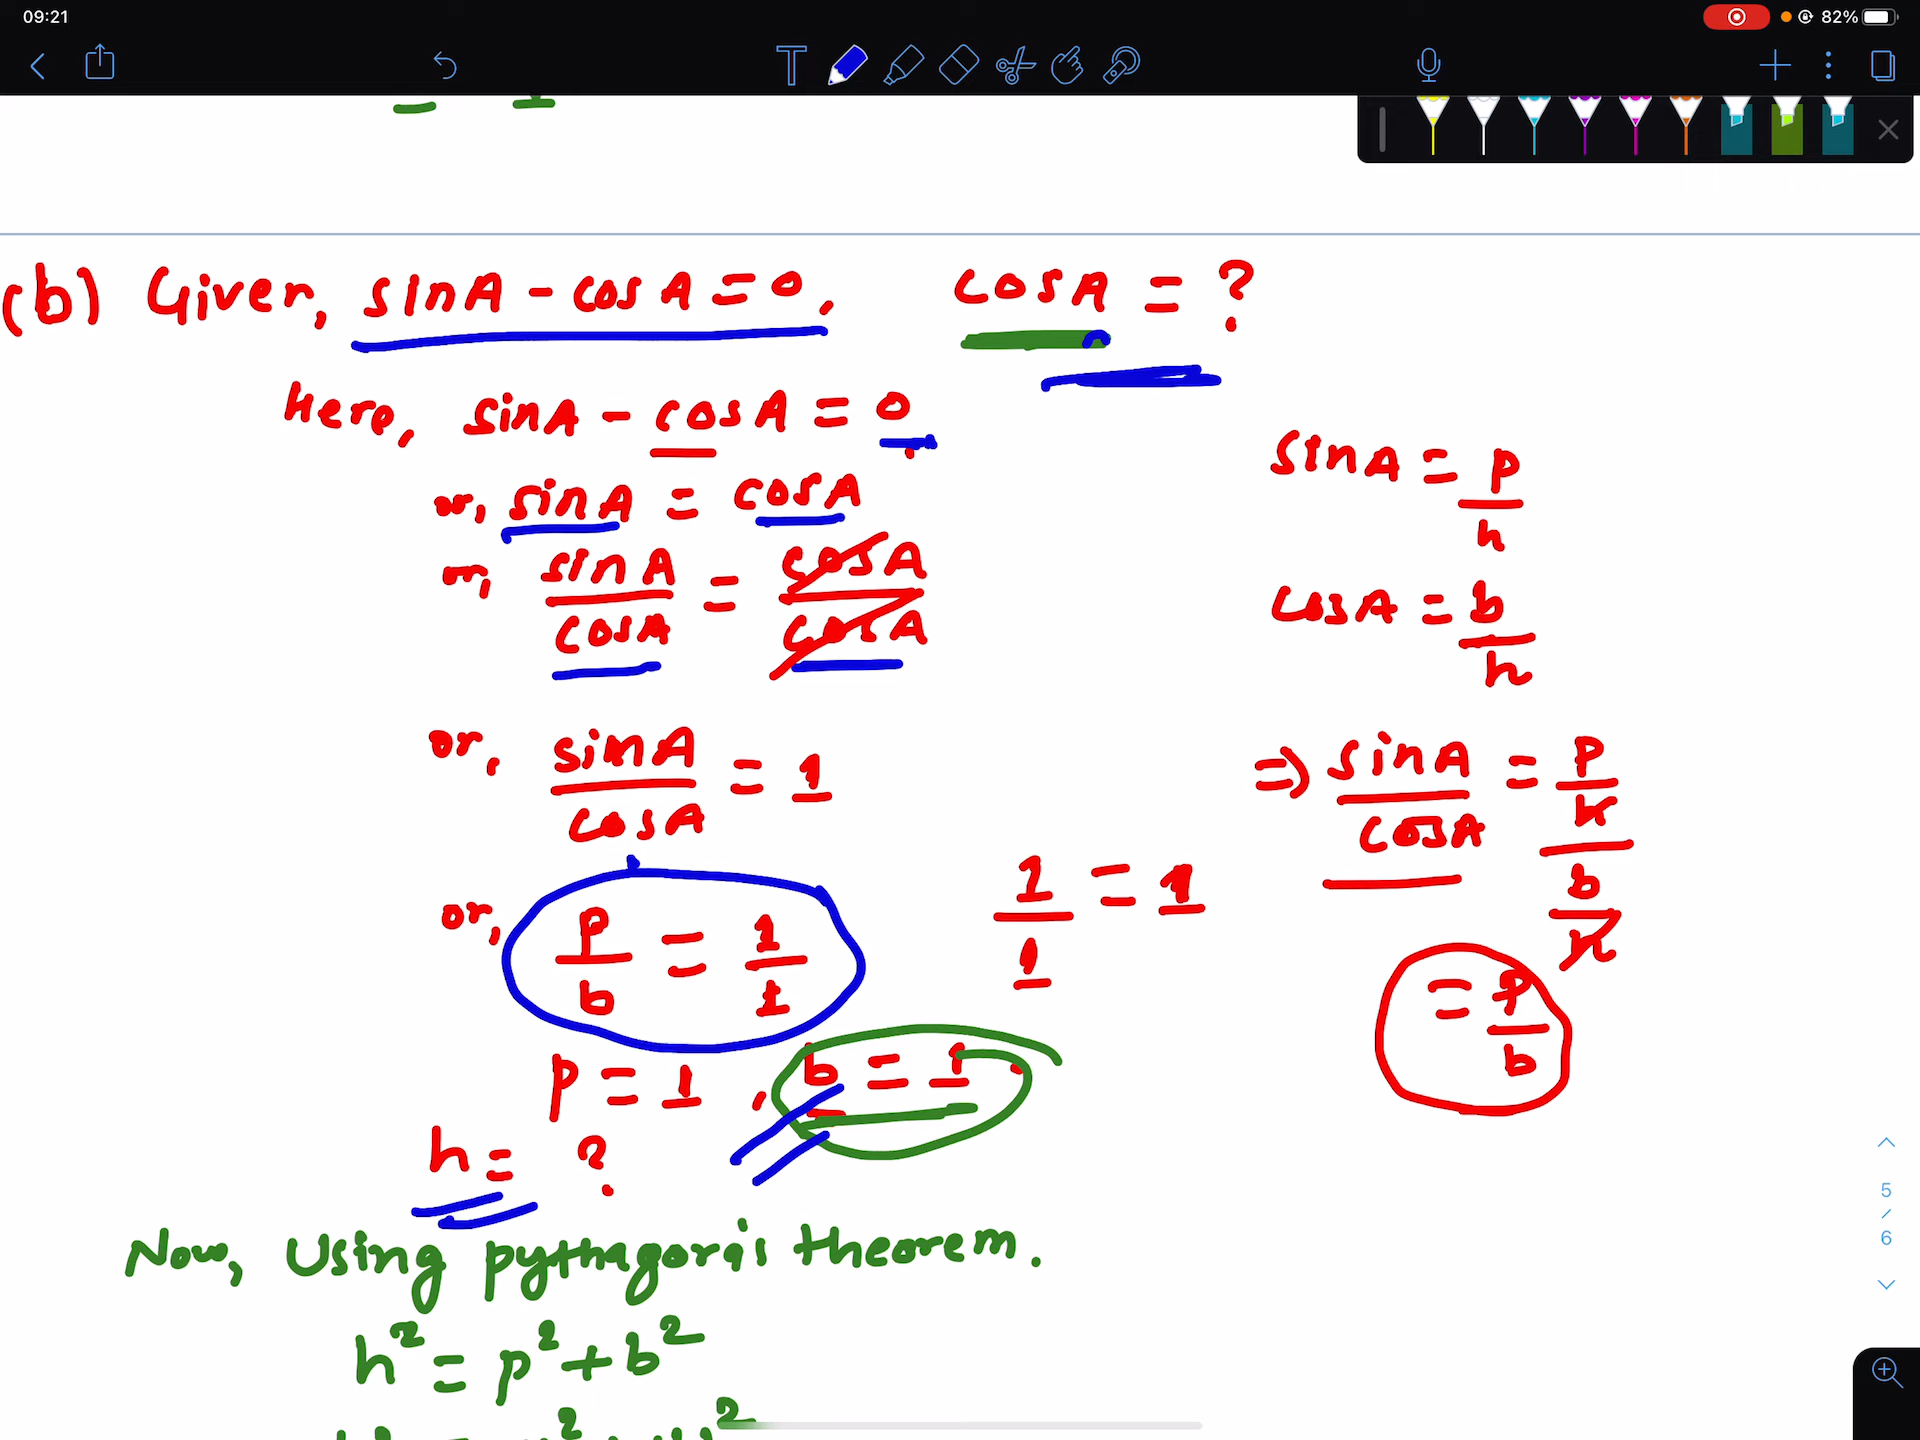 09:21
82%
T
(b) Given, sinA - cosA = 0, cosA = ?
Here, sinA - cosA = 0
or, sinA = cosA
or, sinA/cosA = cosA/cosA
or, sinA/cosA = 1
or, p/b = 1/1
1/1 = 1
p = 1, b = 1.
h = ?
sinA = p/h
cosA = b/h
=> sinA/cosA = p/h/b/h
= p/b
Now, Using pythagora's theorem.
h² = p² + b²
5
/
6